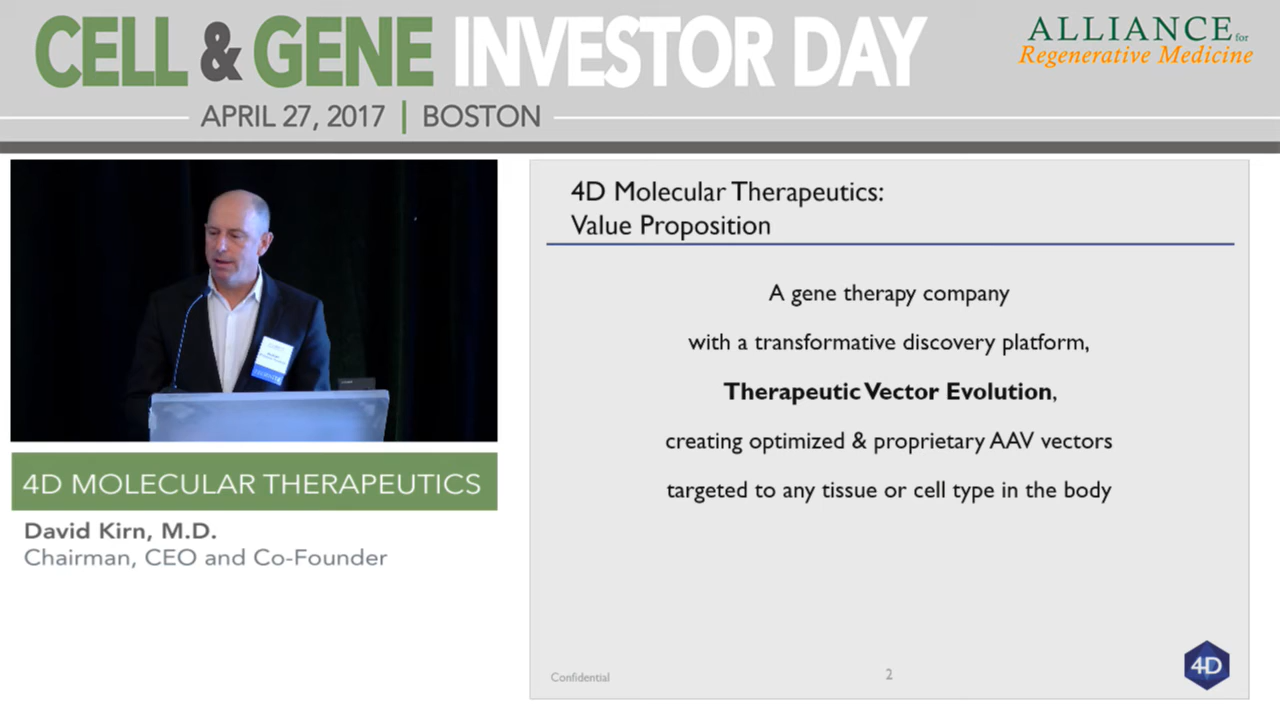 CELL & GENE INVESTOR DAY
APRIL 27, 2017 | BOSTON
ALLIANCE for
Regenerative Medicine
4D MOLECULAR THERAPEUTICS
David Kirn, M.D.
Chairman, CEO and Co-Founder
4D Molecular Therapeutics:
Value Proposition
A gene therapy company
with a transformative discovery platform,
Therapeutic Vector Evolution,
creating optimized & proprietary AAV vectors
targeted to any tissue or cell type in the body
Confidential
2
4D